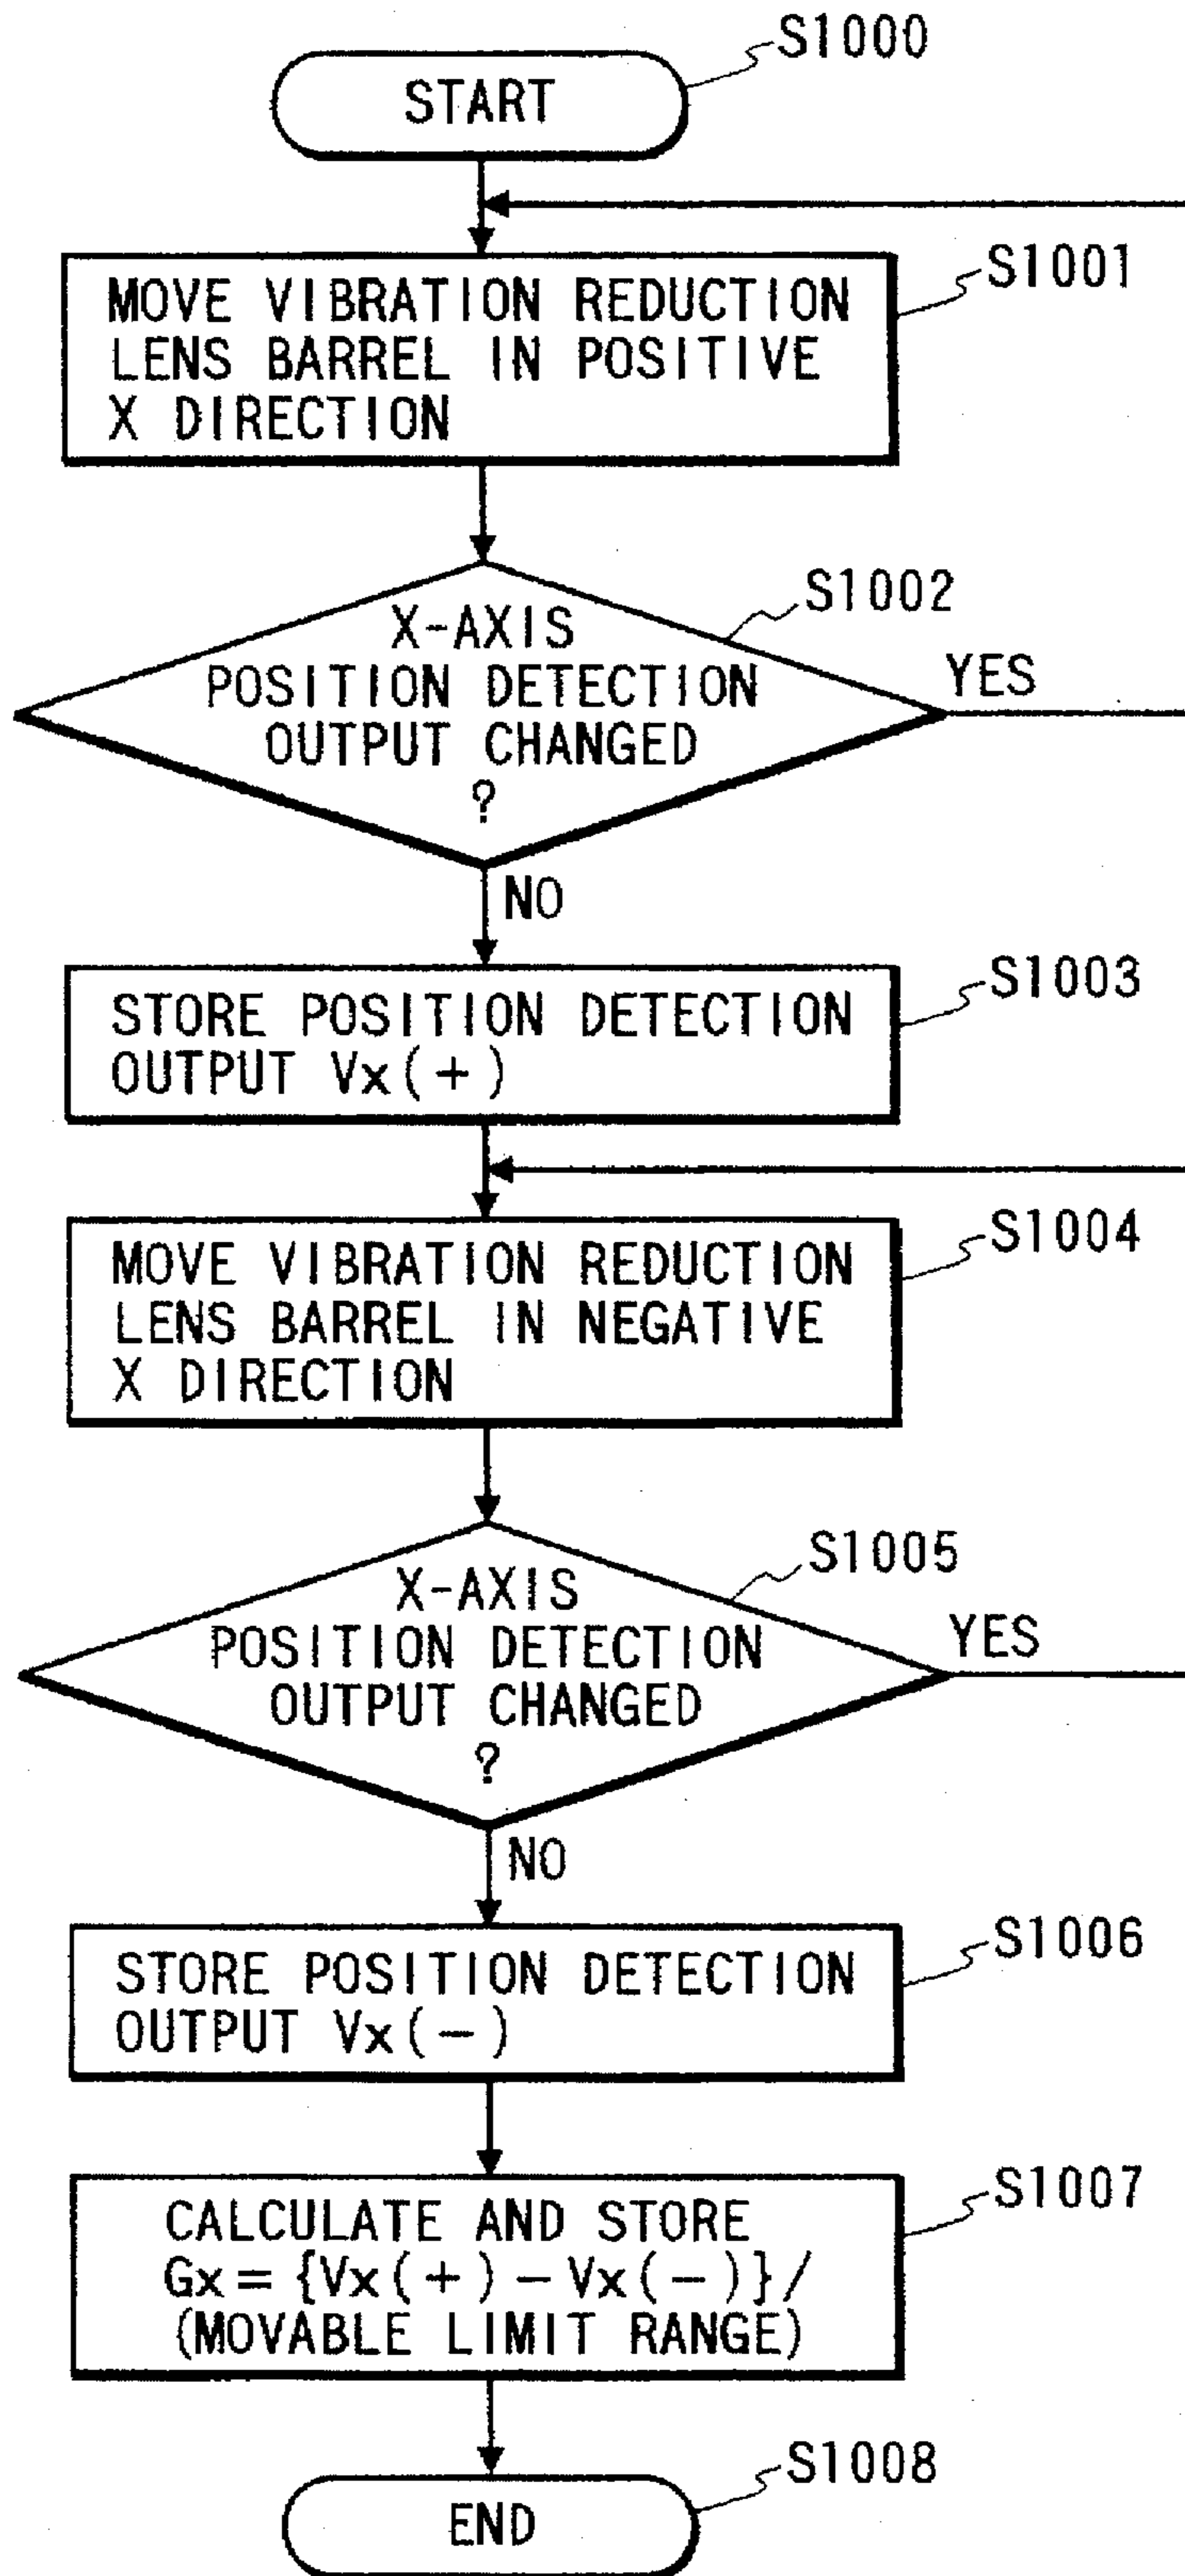 S1000
START
S1001
MOVE VIBRATION REDUCTION
LENS BARREL IN POSITIVE
X DIRECTION
S1002
X-AXIS
POSITION DETECTION
OUTPUT CHANGED
?
YES
NO
S1003
STORE POSITION DETECTION
OUTPUT Vx(+)
S1004
MOVE VIBRATION REDUCTION
LENS BARREL IN NEGATIVE
X DIRECTION
S1005
X-AXIS
POSITION DETECTION
OUTPUT CHANGED
?
YES
NO
S1006
STORE POSITION DETECTION
OUTPUT Vx(-)
S1007
CALCULATE AND STORE
Gx = {Vx(+) - Vx(-)}/
(MOVABLE LIMIT RANGE)
S1008
END